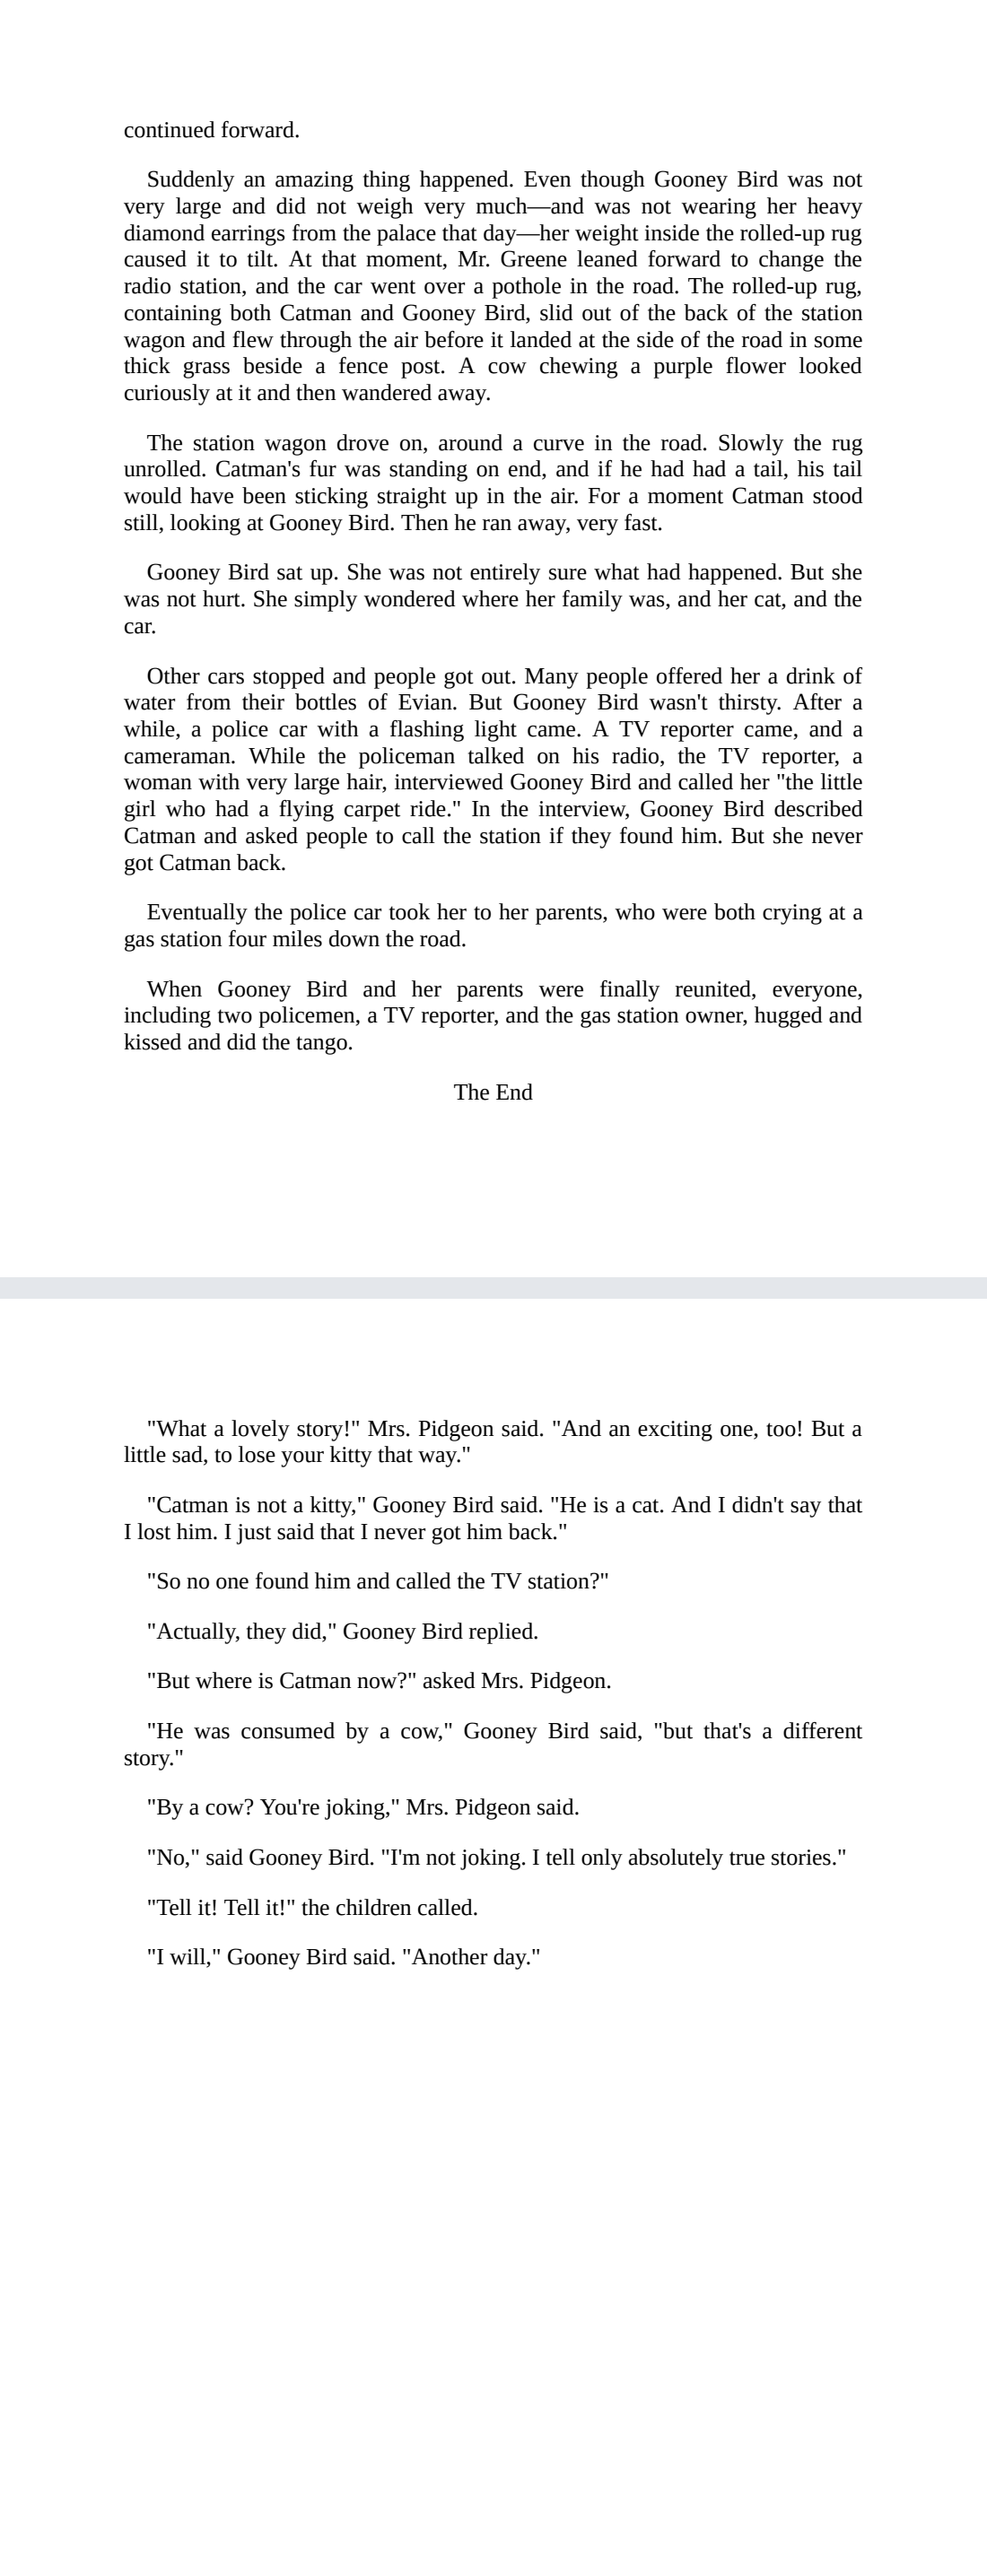 continued forward.
Suddenly an amazing thing happened. Even though Gooney Bird was not
very large and did not weigh very much—and was not wearing her heavy
diamond earrings from the palace that day—her weight inside the rolled-up rug
caused it to tilt. At that moment, Mr. Greene leaned forward to change the
radio station, and the car went over a pothole in the road. The rolled-up rug,
containing both Catman and Gooney Bird, slid out of the back of the station
wagon and flew through the air before it landed at the side of the road in some
thick grass beside a fence post. A cow chewing a purple flower looked
curiously at it and then wandered away.
The station wagon drove on, around a curve in the road. Slowly the rug
unrolled. Catman's fur was standing on end, and if he had had a tail, his tail
would have been sticking straight up in the air. For a moment Catman stood
still, looking at Gooney Bird. Then he ran away, very fast.
Gooney Bird sat up. She was not entirely sure what had happened. But she
was not hurt. She simply wondered where her family was, and her cat, and the
car.
Other cars stopped and people got out. Many people offered her a drink of
water from their bottles of Evian. But Gooney Bird wasn't thirsty. After a
while, a police car with a flashing light came. A TV reporter came, and a
cameraman. While the policeman talked on his radio, the TV reporter, a
woman with very large hair, interviewed Gooney Bird and called her "the little
girl who had a flying carpet ride." In the interview, Gooney Bird described
Catman and asked people to call the station if they found him. But she never
got Catman back.
Eventually the police car took her to her parents, who were both crying at a
gas station four miles down the road.
When Gooney Bird and her parents were finally reunited, everyone,
including two policemen, a TV reporter, and the gas station owner, hugged and
kissed and did the tango.
The End
"What a lovely story!" Mrs. Pidgeon said. "And an exciting one, too! But a
little sad, to lose your kitty that way."
"Catman is not a kitty," Gooney Bird said. "He is a cat. And I didn't say that
I lost him. I just said that I never got him back."
"So no one found him and called the TV station?"
"Actually, they did," Gooney Bird replied.
"But where is Catman now?" asked Mrs. Pidgeon.
"He was consumed by a cow," Gooney Bird said, "but that's a different
story."
"By a cow? You're joking," Mrs. Pidgeon said.
"No," said Gooney Bird. "I'm not joking. I tell only absolutely true stories."
"Tell it! Tell it!" the children called.
"I will," Gooney Bird said. "Another day."